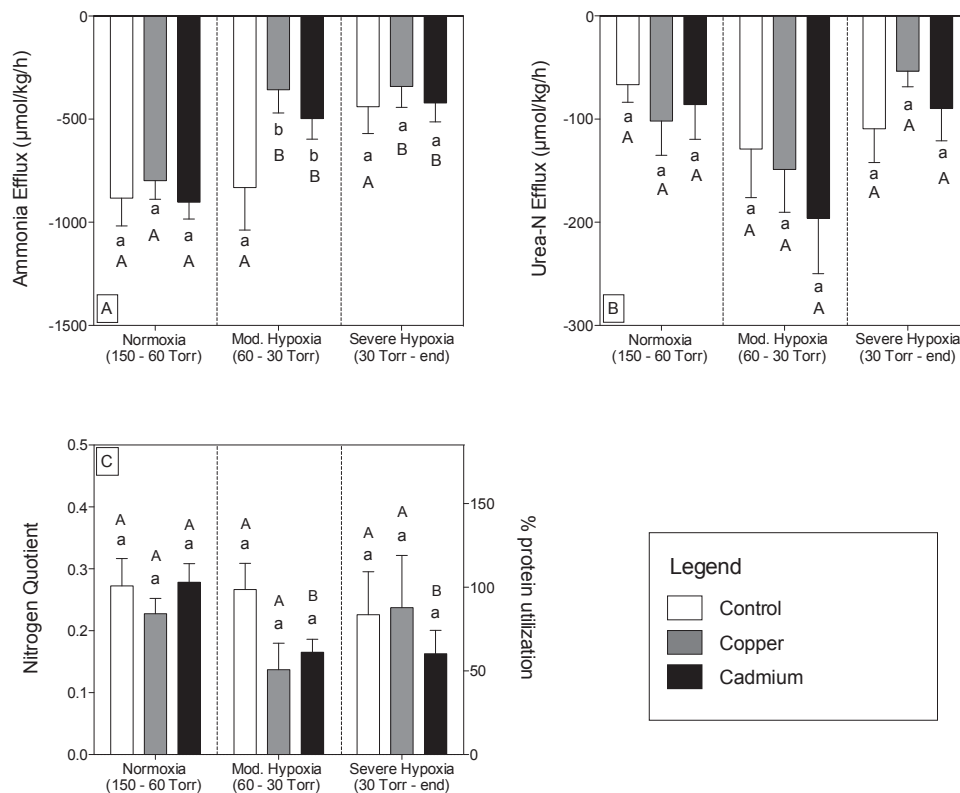 0
-500
-1000
-1500
Ammonia Efflux (µmol/kg/h)
a
A
a
A
a
A
a
A
b
B
b
B
a
A
a
B
a
B
A
Normoxia
(150 - 60 Torr)
Mod. Hypoxia
(60 - 30 Torr)
Severe Hypoxia
(30 Torr - end)
0
-100
-200
-300
Urea-N Efflux (µmol/kg/h)
a
A
a
A
a
A
a
A
a
A
a
A
a
A
a
A
a
A
B
Normoxia
(150 - 60 Torr)
Mod. Hypoxia
(60 - 30 Torr)
Severe Hypoxia
(30 Torr - end)
0.5
0.4
0.3
0.2
0.1
0.0
Nitrogen Quotient
C
A
a
A
a
A
a
A
a
A
a
B
a
A
a
A
a
B
a
150
100
50
0
% protein utilization
Normoxia
(150 - 60 Torr)
Mod. Hypoxia
(60 - 30 Torr)
Severe Hypoxia
(30 Torr - end)
Legend
Control
Copper
Cadmium